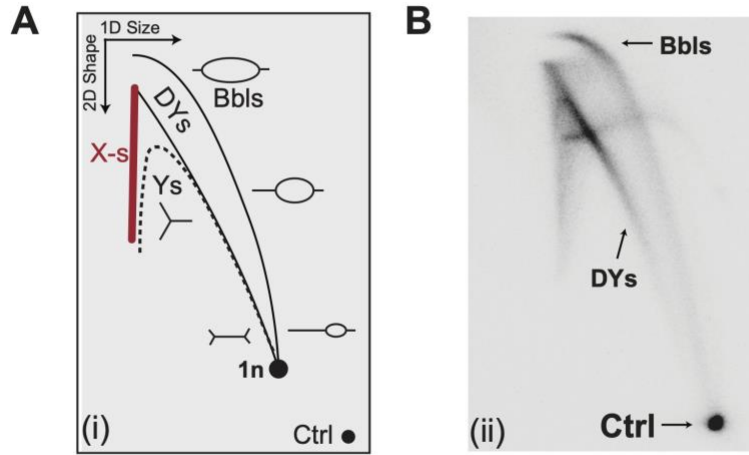 A
1D Size
2D Shape
Bbls
DYs
X-s
Ys
1n
(i)
Ctrl
B
Bbls
DYs
Ctrl
(ii)